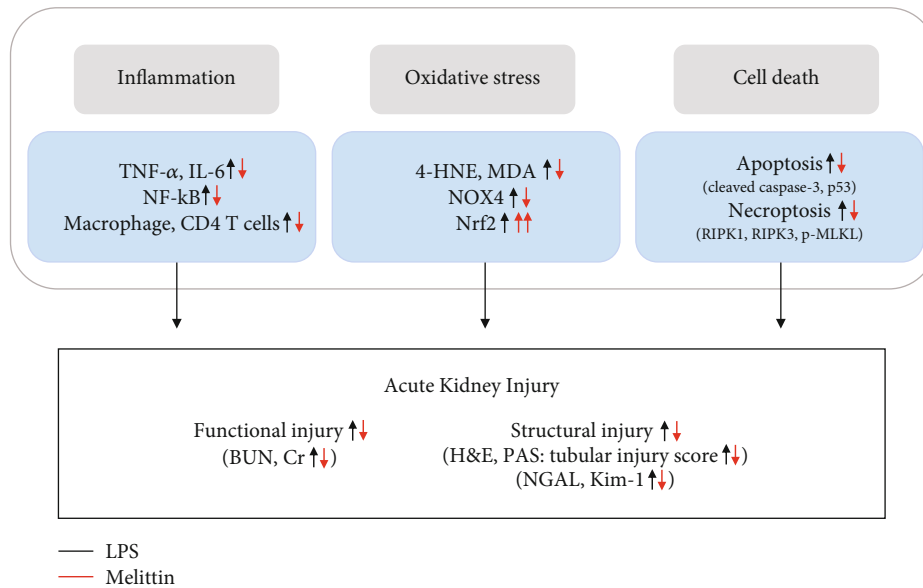 Inflammation
TNF-α, IL-6
NF-kB
Macrophage, CD4 T cells
Oxidative stress
4-HNE, MDA
NOX4
Nrf2
Cell death
Apoptosis
(cleaved caspase-3, p53)
Necroptosis
(RIPK1, RIPK3, p-MLKL)
Acute Kidney Injury
Functional injury
(BUN, Cr)
Structural injury
(H&E, PAS: tubular injury score)
(NGAL, Kim-1)
LPS
Melittin